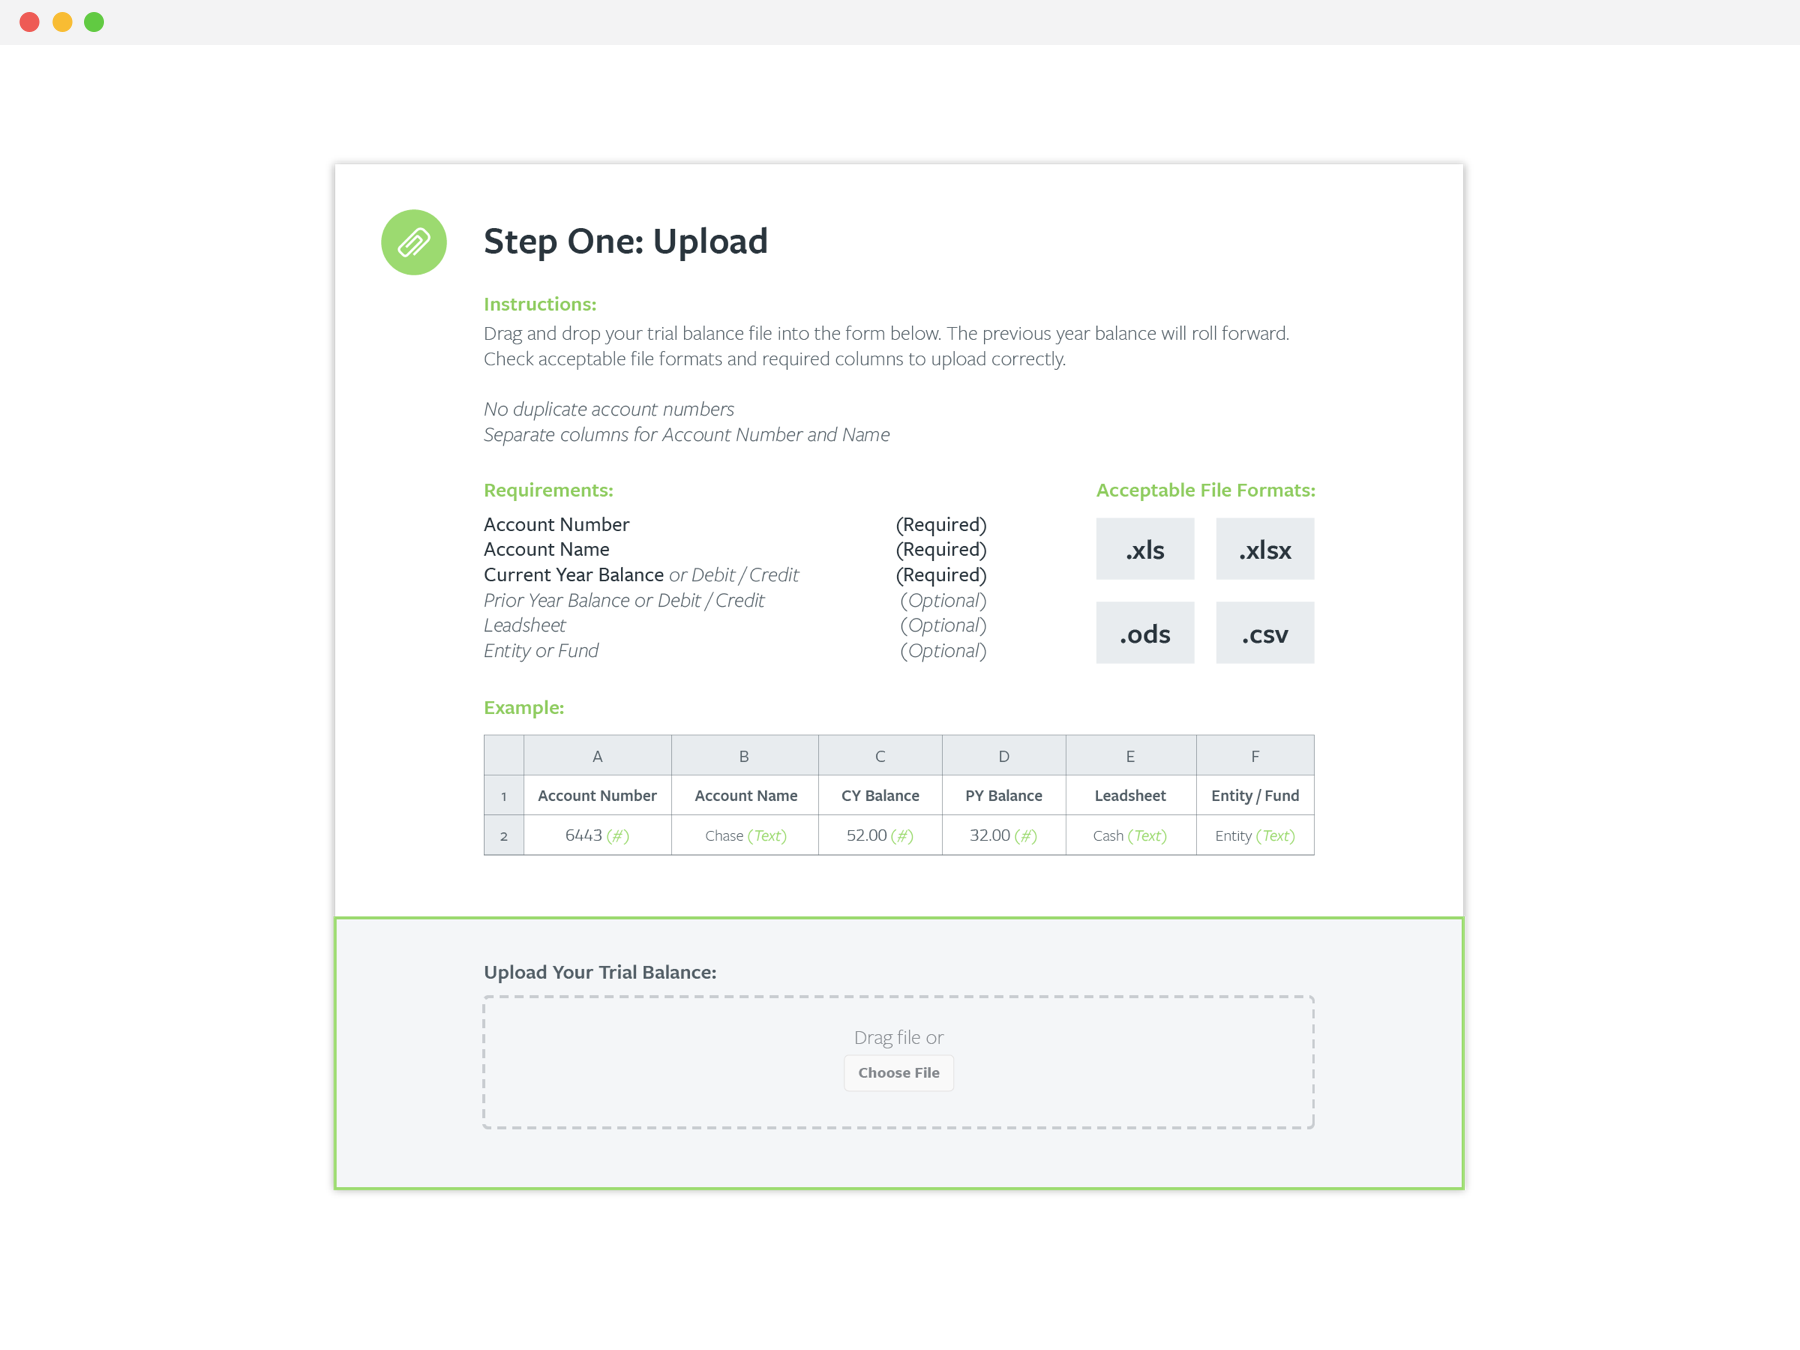 Step One: Upload
Instructions:
Drag and drop your trial balance file into the form below. The previous year balance will roll forward.
Check acceptable file formats and required columns to upload correctly.
No duplicate account numbers
Separate columns for Account Number and Name
Requirements:
Account Number (Required)
Account Name (Required)
Current Year Balance or Debit / Credit (Required)
Prior Year Balance or Debit / Credit (Optional)
Leadsheet (Optional)
Entity or Fund (Optional)
Acceptable File Formats:
.xls .xlsx
.ods .csv
Example:
A B C D E F
1 Account Number Account Name CY Balance PY Balance Leadsheet Entity / Fund
2 6443 (#) Chase (Text) 52.00 (#) 32.00 (#) Cash (Text) Entity (Text)
Upload Your Trial Balance:
Drag file or
Choose File